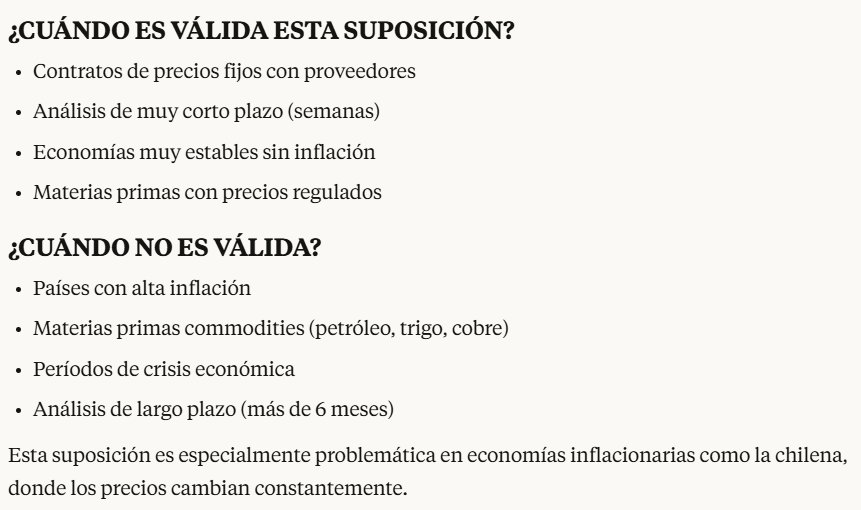 ¿CUÁNDO ES VÁLIDA ESTA SUPOSICIÓN?
• Contratos de precios fijos con proveedores
• Análisis de muy corto plazo (semanas)
• Economías muy estables sin inflación
• Materias primas con precios regulados
¿CUÁNDO NO ES VÁLIDA?
• Países con alta inflación
• Materias primas commodities (petróleo, trigo, cobre)
• Períodos de crisis económica
• Análisis de largo plazo (más de 6 meses)
Esta suposición es especialmente problemática en economías inflacionarias como la chilena,
donde los precios cambian constantemente.